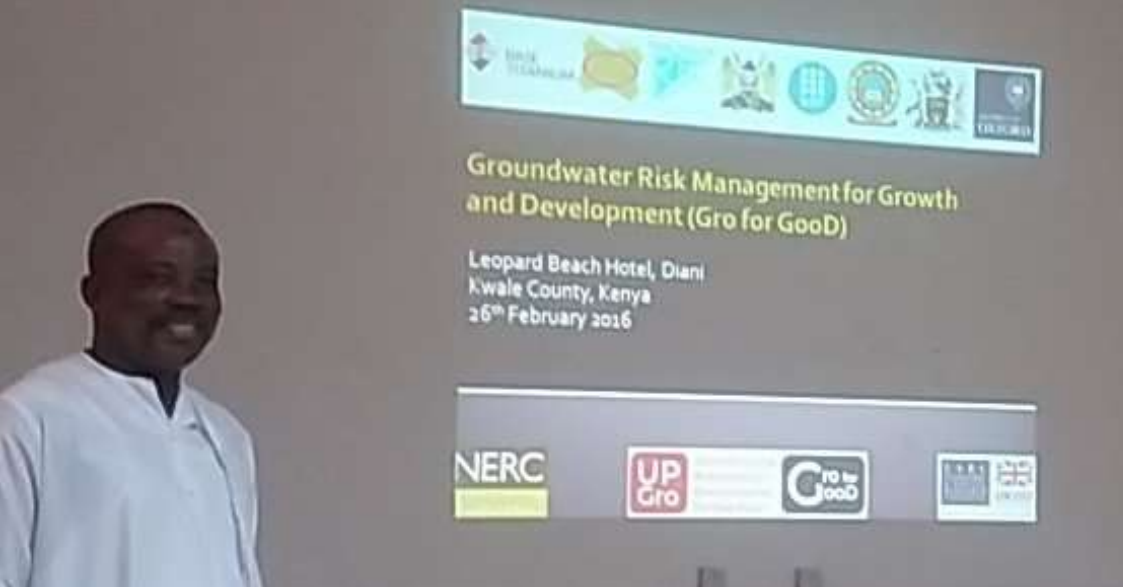 BASE
TITANIUM
OXFORD
Groundwater Risk Management for Growth
and Development (Gro for GooD)
Leopard Beach Hotel, Diani
Kwale County, Kenya
26th February 2016
NERC
UP
Gro
Gro for
GooD